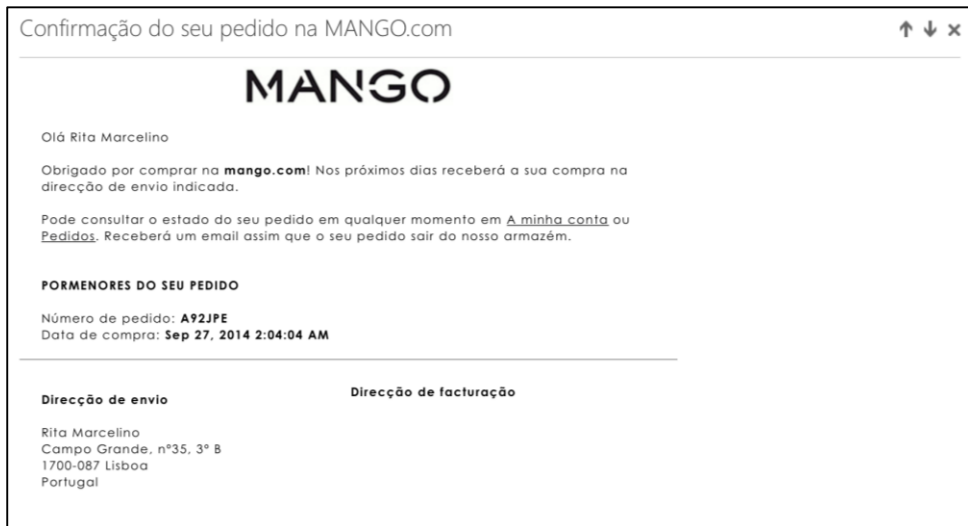 Confirmação do seu pedido na MANGO.com
MANGO
Olá Rita Marcelino
Obrigado por comprar na mango.com! Nos próximos dias receberá a sua compra na
direcção de envio indicada.
Pode consultar o estado do seu pedido em qualquer momento em A minha conta ou
Pedidos. Receberá um email assim que o seu pedido sair do nosso armazém.
PORMENORES DO SEU PEDIDO
Número de pedido: A92JPE
Data de compra: Sep 27, 2014 2:04:04 AM
Direcção de envio
Rita Marcelino
Campo Grande, nº35, 3º B
1700-087 Lisboa
Portugal
Direcção de facturação